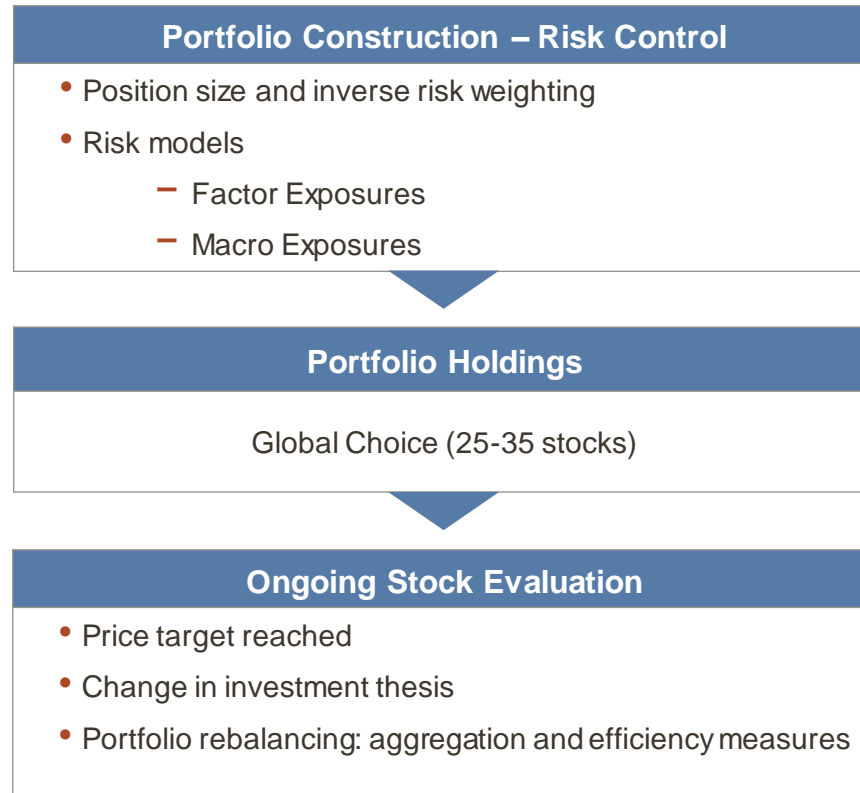 Portfolio Construction – Risk Control
• Position size and inverse risk weighting
• Risk models
– Factor Exposures
– Macro Exposures
Portfolio Holdings
Global Choice (25-35 stocks)
Ongoing Stock Evaluation
• Price target reached
• Change in investment thesis
• Portfolio rebalancing: aggregation and efficiency measures